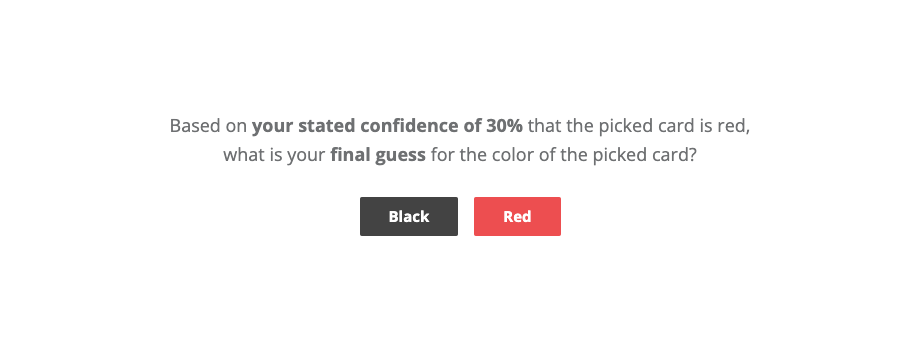 Based on your stated confidence of 30% that the picked card is red,
what is your final guess for the color of the picked card?
Black Red